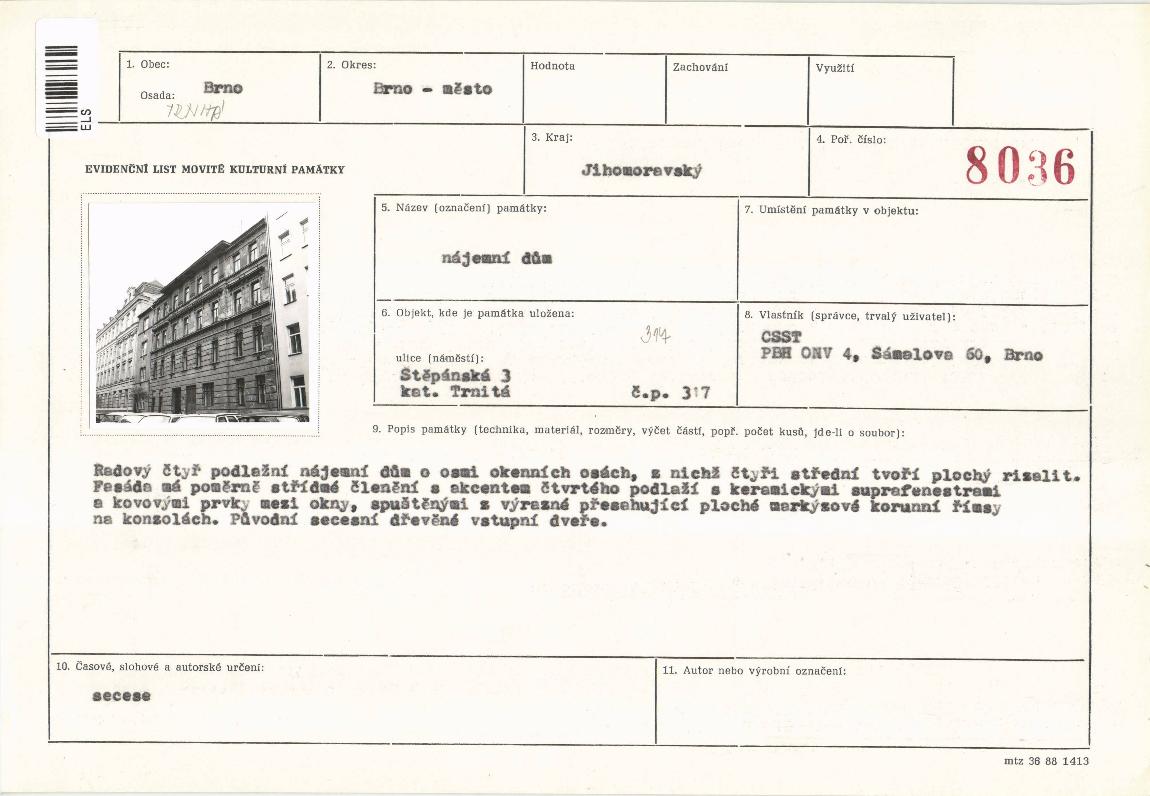 ELS
1. Obec:
Brno
Osada:
2. Okres:
Brno - město
Hodnota
Zachování
Využití
EVIDENČNÍ LIST MOVITÉ KULTURNÍ PAMÁTKY
3. Kraj:
Jihomoravský
4. Poř. číslo:
8036
5. Název (označení) památky:
nájemní dům
7. Umístění památky v objektu:
6. Objekt, kde je památka uložena:
314
ulice (náměstí):
Štěpánská 3
kat. Trnitá č.p. 317
8. Vlastník (správce, trvalý uživatel):
CSST
PBH ONV 4, Šámalova 60, Brno
9. Popis památky (technika, materiál, rozměry, výčet částí, popř. počet kusů, jde-li o soubor):
Řadový čtyř podlažní nájemní dům o osmi okenních osách, z nichž čtyři střední tvoří plochý rizalit.
Fasáda má poměrně střídmé členění s akcentem čtvrtého podlaží s keramickými suprafenestrami
a kovovými prvky mezi okny, spuštěnými z výrazné přesahující ploché markýzové korunní římsy
na konzolách. Původní secesní dřevěné vstupní dveře.
10. Časové, slohové a autorské určení:
secese
11. Autor nebo výrobní označení:
mtz 36 88 1413